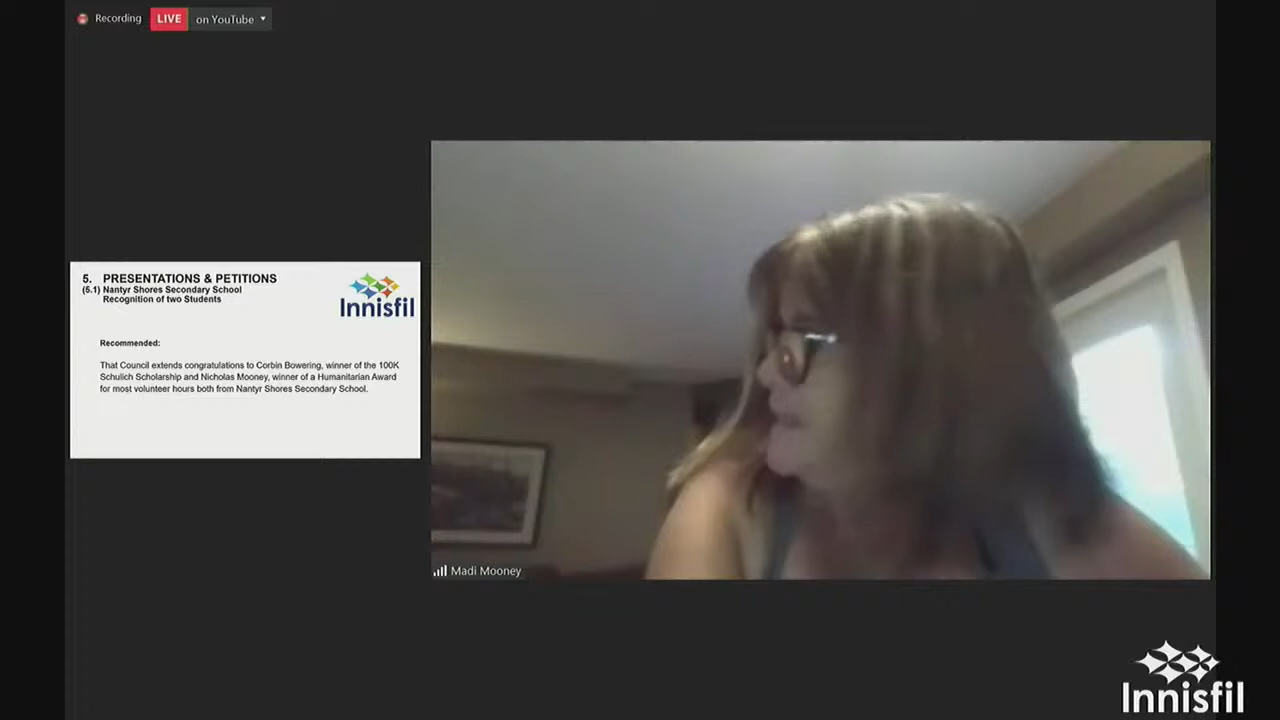 Recording LIVE on YouTube
5. PRESENTATIONS & PETITIONS
(5.1) Nantyr Shores Secondary School
Recognition of two Students
Innisfil
Recommended:
That Council extends congratulations to Corbin Bowering, winner of the 100K
Schulich Scholarship and Nicholas Mooney, winner of a Humanitarian Award
for most volunteer hours both from Nantyr Shores Secondary School.
Madi Mooney
Innisfil